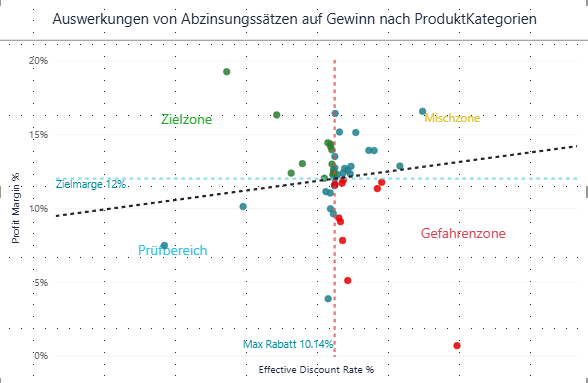 Auswerkungen von Abzinsungssätzen auf Gewinn nach ProduktKategorien
20%
Zielzone
Mischzone
15%
Zielmarge 12%
Profit Margin %
10%
Gefahrenzone
Prüfbereich
5%
Max Rabatt 10.14%
0%
Effective Discount Rate %